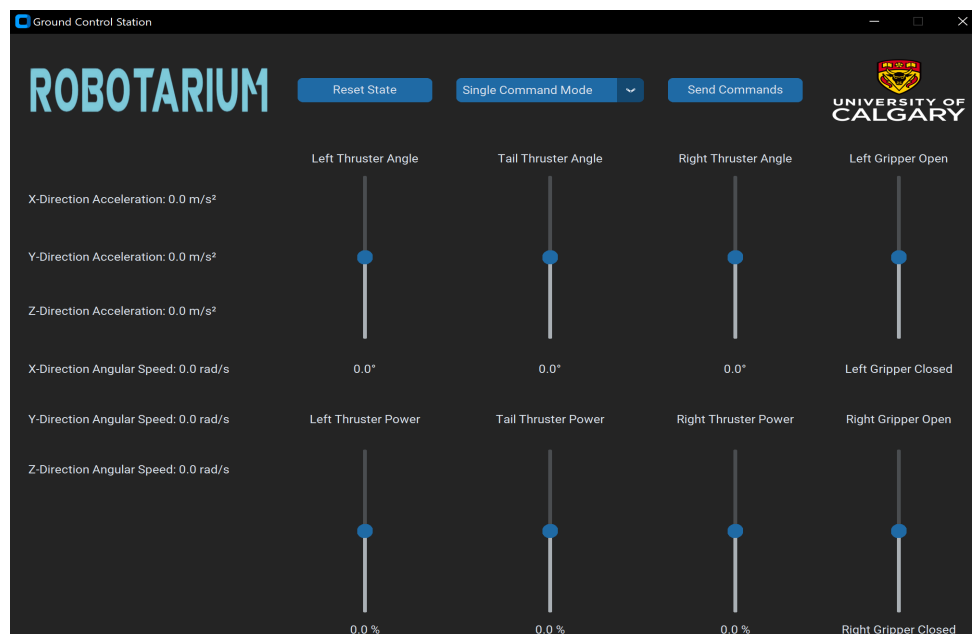 Ground Control Station
ROBOTARIUM
Reset State
Single Command Mode
Send Commands
UNIVERSITY OF
CALGARY
Left Thruster Angle
Tail Thruster Angle
Right Thruster Angle
Left Gripper Open
X-Direction Acceleration: 0.0 m/s²
Y-Direction Acceleration: 0.0 m/s²
Z-Direction Acceleration: 0.0 m/s²
X-Direction Angular Speed: 0.0 rad/s
0.0°
0.0°
0.0°
Left Gripper Closed
Y-Direction Angular Speed: 0.0 rad/s
Left Thruster Power
Tail Thruster Power
Right Thruster Power
Right Gripper Open
Z-Direction Angular Speed: 0.0 rad/s
0.0 %
0.0 %
0.0 %
Right Gripper Closed